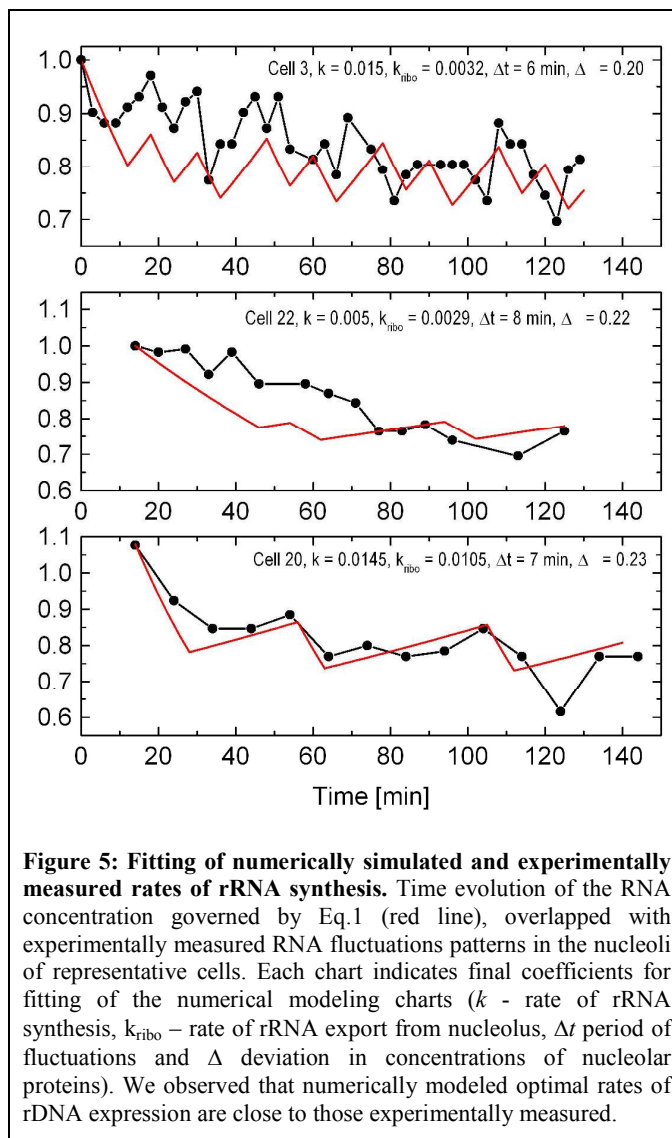 1.0
0.9
0.8
0.7
Cell 3, k = 0.015, k_ribo = 0.0032, Δt = 6 min, Δ = 0.20
0 20 40 60 80 100 120 140
1.0
0.9
0.8
0.7
0.6
Cell 22, k = 0.005, k_ribo = 0.0029, Δt = 8 min, Δ = 0.22
0 20 40 60 80 100 120 140
1.1
1.0
0.9
0.8
0.7
0.6
Cell 20, k = 0.0145, k_ribo = 0.0105, Δt = 7 min, Δ = 0.23
0 20 40 60 80 100 120 140
Time [min]
Figure 5: Fitting of numerically simulated and experimentally
measured rates of rRNA synthesis. Time evolution of the RNA
concentration governed by Eq.1 (red line), overlapped with
experimentally measured RNA fluctuations patterns in the nucleoli
of representative cells. Each chart indicates final coefficients for
fitting of the numerical modeling charts (k - rate of rRNA
synthesis, k_ribo – rate of rRNA export from nucleolus, Δt period of
fluctuations and Δ deviation in concentrations of nucleolar
proteins). We observed that numerically modeled optimal rates of
rDNA expression are close to those experimentally measured.